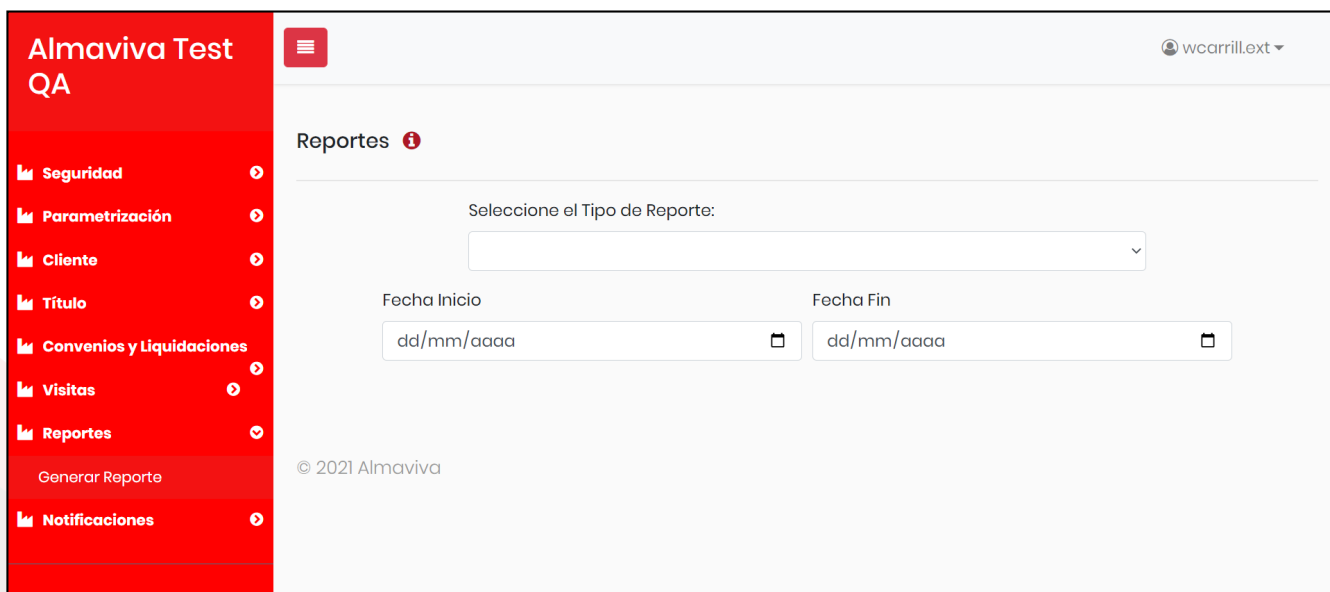 Almaviva Test
QA
wcarrill.ext
Reportes
Seguridad
Parametrización
Cliente
Título
Convenios y Liquidaciones
Visitas
Reportes
Generar Reporte
Notificaciones
Seleccione el Tipo de Reporte:
Fecha Inicio
Fecha Fin
dd/mm/aaaa
dd/mm/aaaa
© 2021 Almaviva